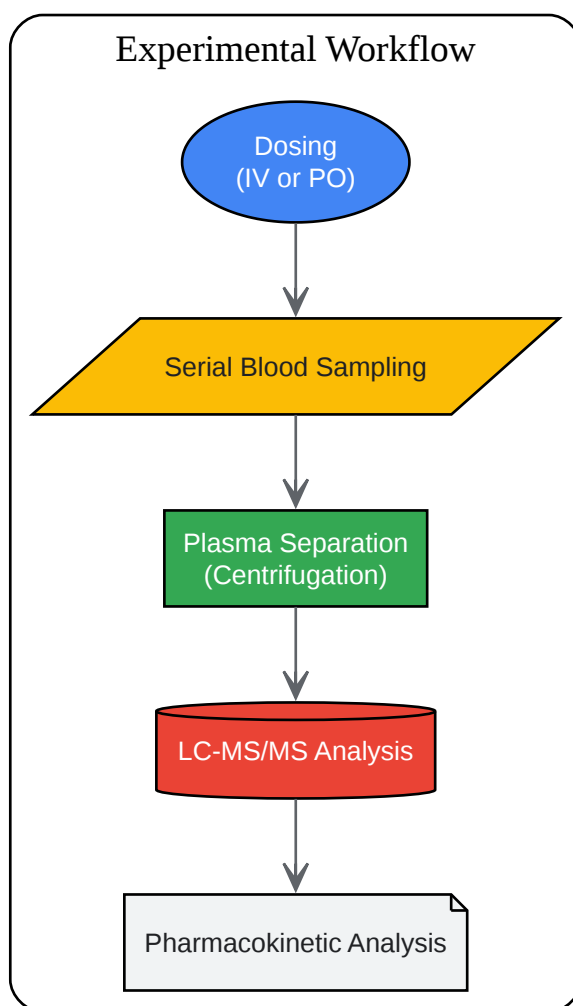 Experimental Workflow
Dosing
(IV or PO)
Serial Blood Sampling
Plasma Separation
(Centrifugation)
LC-MS/MS Analysis
Pharmacokinetic Analysis